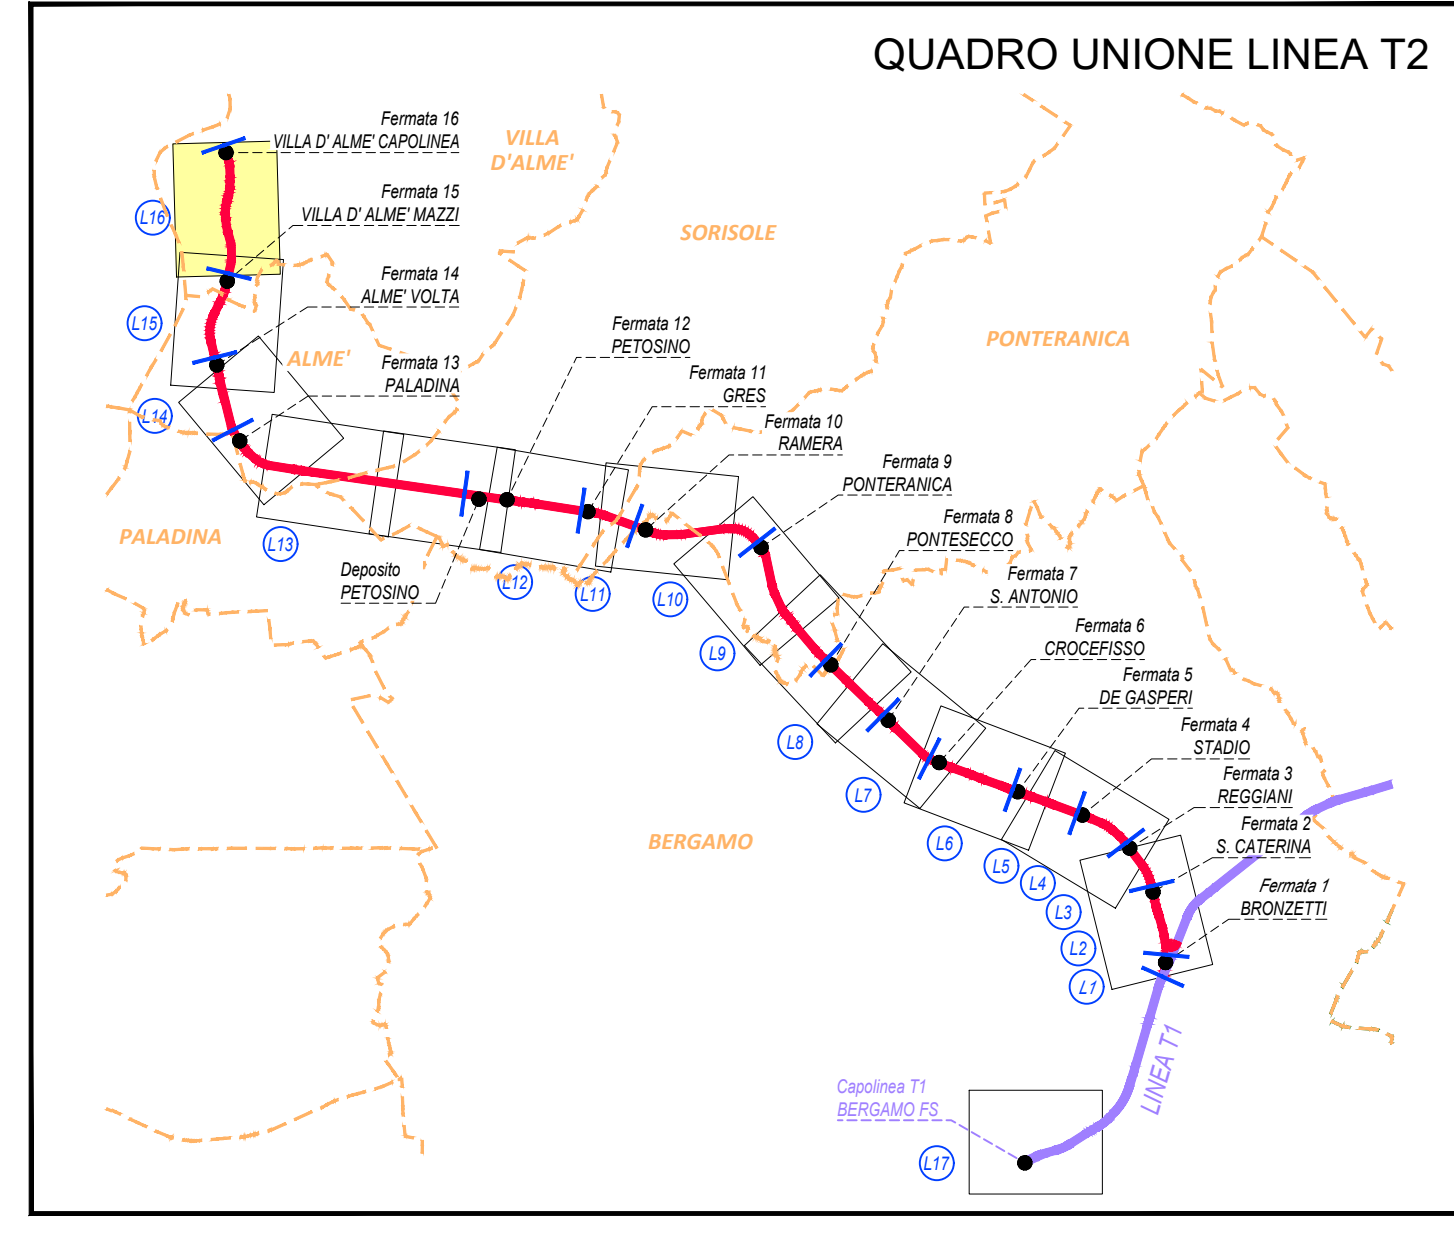 QUADRO UNIONE LINEA T2
Fermata 16
VILLA D' ALME' CAPOLINEA
VILLA
D'ALME'
Fermata 15
VILLA D' ALME' MAZZI
L16
SORISOLE
Fermata 14
ALME' VOLTA
L15
Fermata 12
PETOSINO
PONTERANICA
ALME'
Fermata 13
PALADINA
Fermata 11
GRES
L14
Fermata 10
RAMERA
Fermata 9
PONTERANICA
PALADINA
L13
Fermata 8
PONTESECCO
Deposito
PETOSINO
L12
L11
L10
Fermata 7
S. ANTONIO
Fermata 6
CROCEFISSO
L9
Fermata 5
DE GASPERI
L8
Fermata 4
STADIO
Fermata 3
REGGIANI
L7
Fermata 2
S. CATERINA
BERGAMO
L6
L5
L4
Fermata 1
BRONZETTI
L3
L2
L1
LINEA T1
Capolinea T1
BERGAMO FS
L17